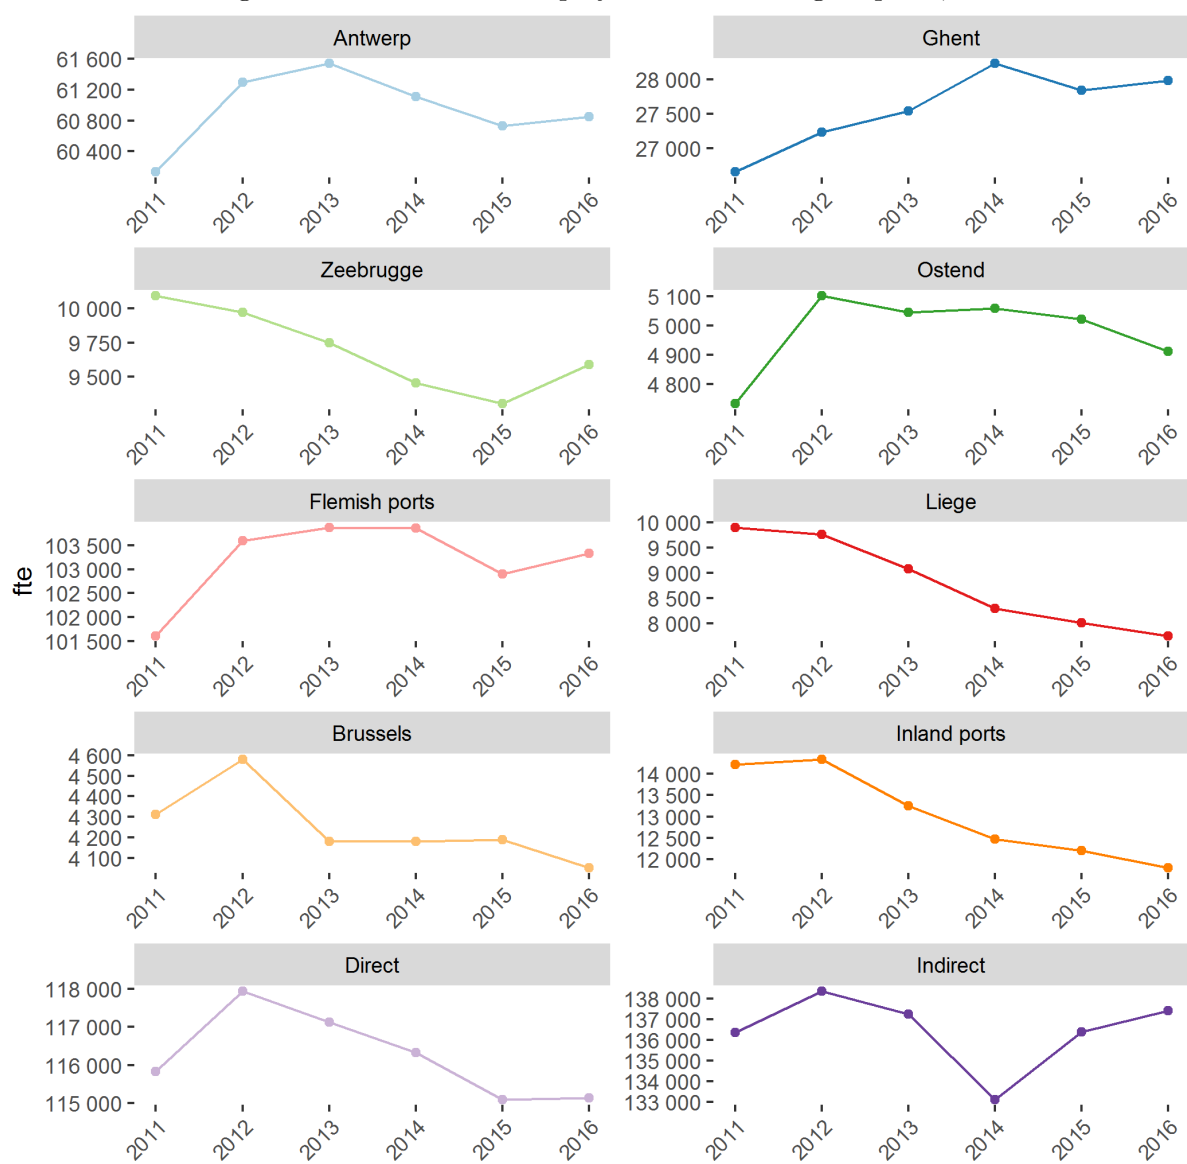 Antwerp
61 600
61 200
60 800
60 400
2011 2012 2013 2014 2015 2016
Ghent
28 000
27 500
27 000
2011 2012 2013 2014 2015 2016
Zeebrugge
10 000
9 750
9 500
2011 2012 2013 2014 2015 2016
Ostend
5 100
5 000
4 900
4 800
2011 2012 2013 2014 2015 2016
fte
Flemish ports
103 500
103 000
102 500
102 000
101 500
2011 2012 2013 2014 2015 2016
Liege
10 000
9 500
9 000
8 500
8 000
2011 2012 2013 2014 2015 2016
Brussels
4 600
4 500
4 400
4 300
4 200
4 100
2011 2012 2013 2014 2015 2016
Inland ports
14 000
13 500
13 000
12 500
12 000
2011 2012 2013 2014 2015 2016
Direct
118 000
117 000
116 000
115 000
2011 2012 2013 2014 2015 2016
Indirect
138 000
137 000
136 000
135 000
134 000
133 000
2011 2012 2013 2014 2015 2016